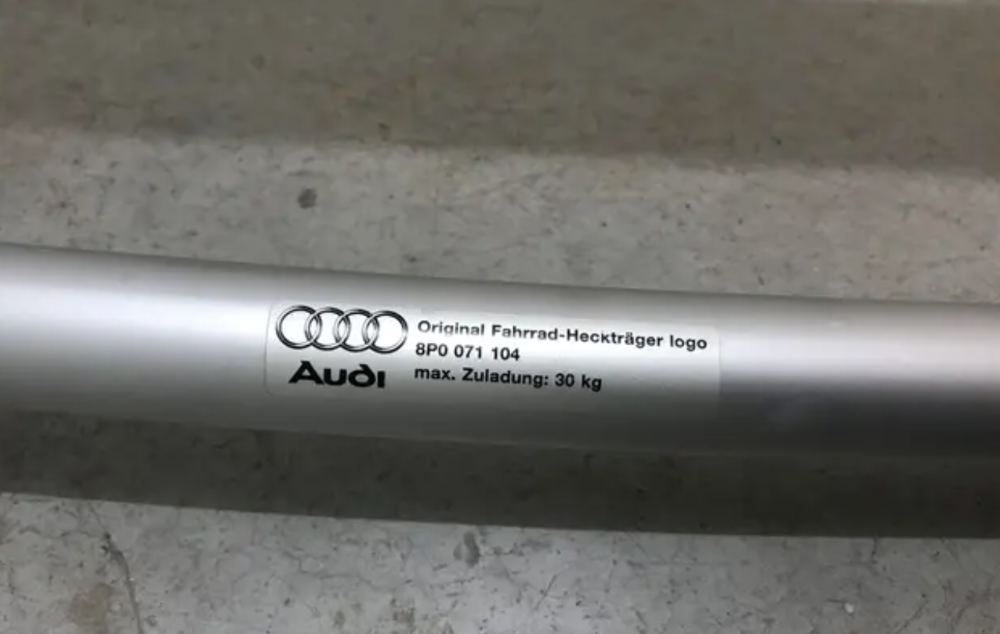 Original Fahrrad-Heckträger logo
8P0 071 104
Audi
max. Zuladung: 30 kg